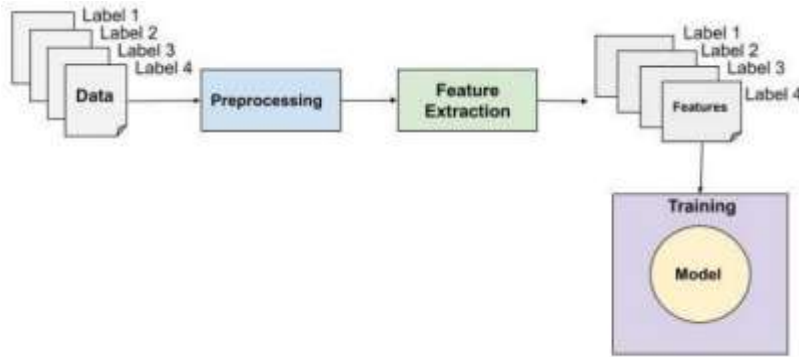 Label 1
Label 2
Label 3
Label 4
Data
Preprocessing
Feature
Extraction
Label 1
Label 2
Label 3
Label 4
Features
Training
Model